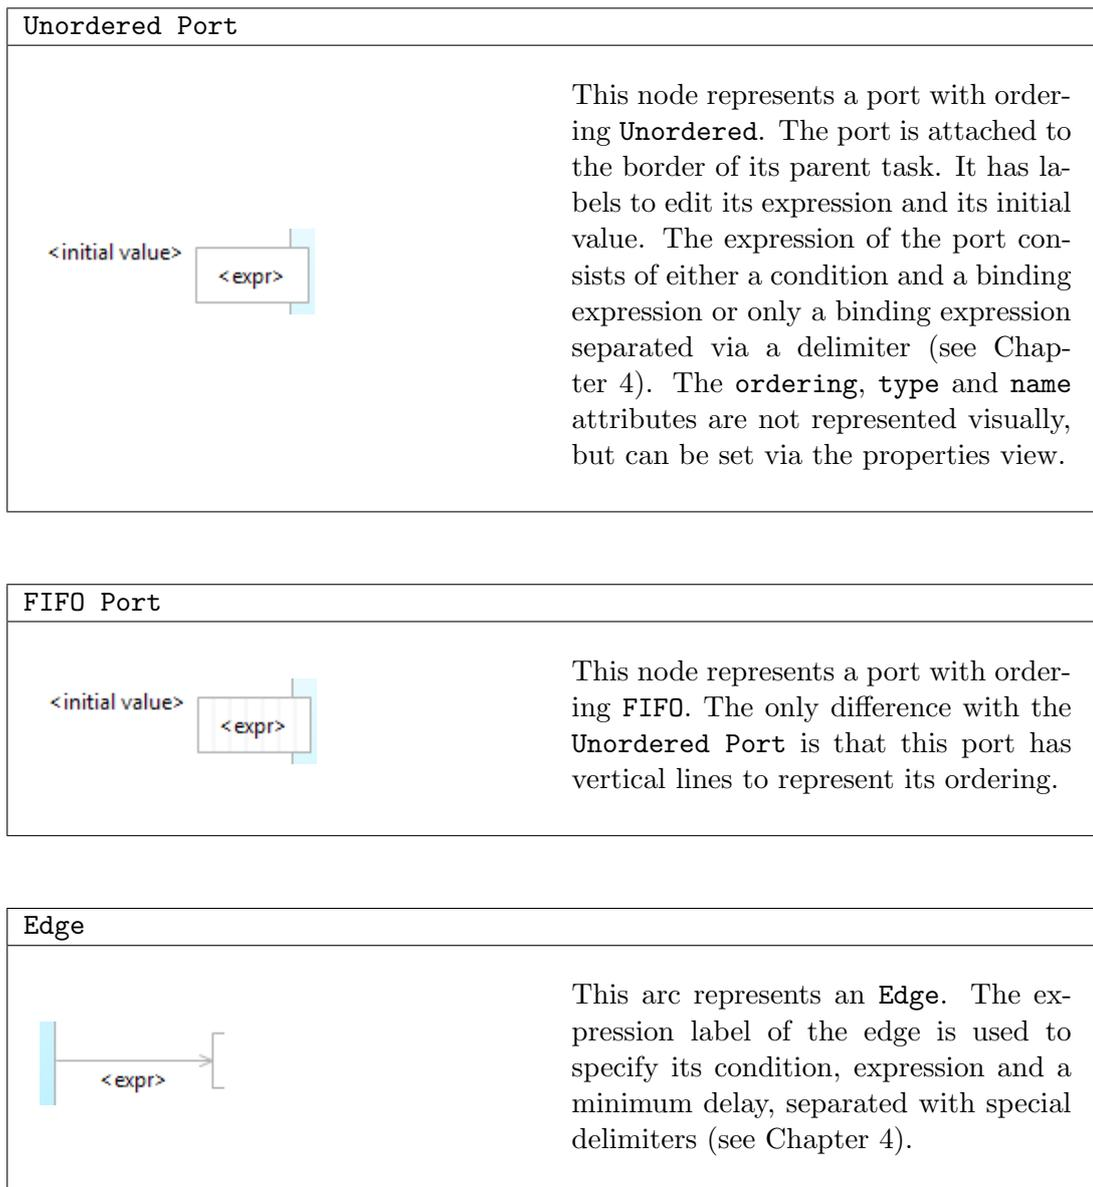 Unordered Port
<initial value>
<expr>
This node represents a port with order-
ing Unordered. The port is attached to
the border of its parent task. It has la-
bels to edit its expression and its initial
value. The expression of the port con-
sists of either a condition and a binding
expression or only a binding expression
separated via a delimiter (see Chap-
ter 4). The ordering, type and name
attributes are not represented visually,
but can be set via the properties view.
FIFO Port
<initial value>
<expr>
This node represents a port with order-
ing FIFO. The only difference with the
Unordered Port is that this port has
vertical lines to represent its ordering.
Edge
<expr>
This arc represents an Edge. The ex-
pression label of the edge is used to
specify its condition, expression and a
minimum delay, separated with special
delimiters (see Chapter 4).